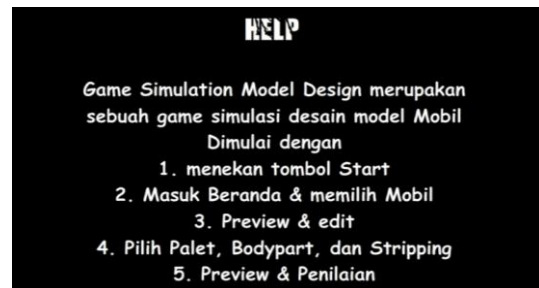 HELP
Game Simulation Model Design merupakan
sebuah game simulasi desain model Mobil
Dimulai dengan
1. menekan tombol Start
2. Masuk Beranda & memilih Mobil
3. Preview & edit
4. Pilih Palet, Bodypart, dan Stripping
5. Preview & Penilaian